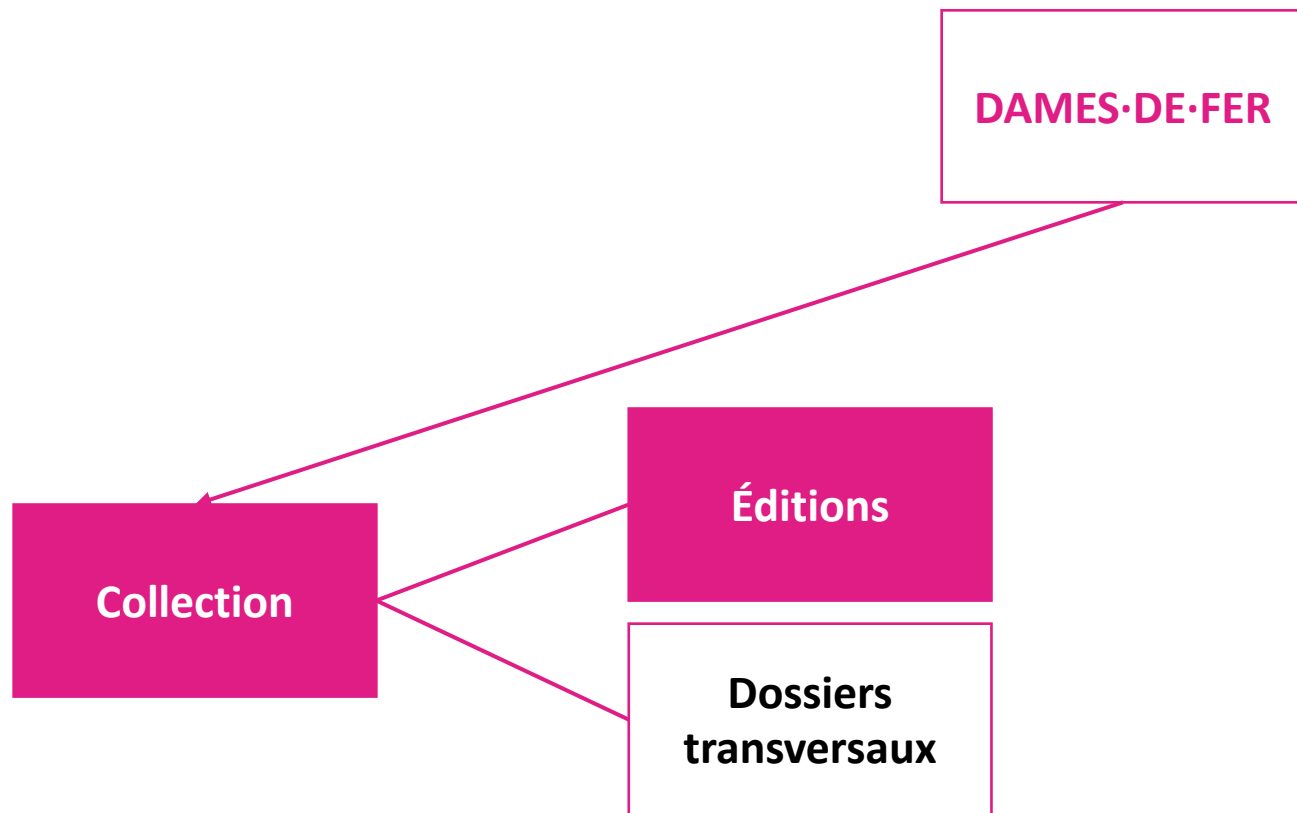 DAMES·DE·FER
Éditions
Collection
Dossiers
transversaux